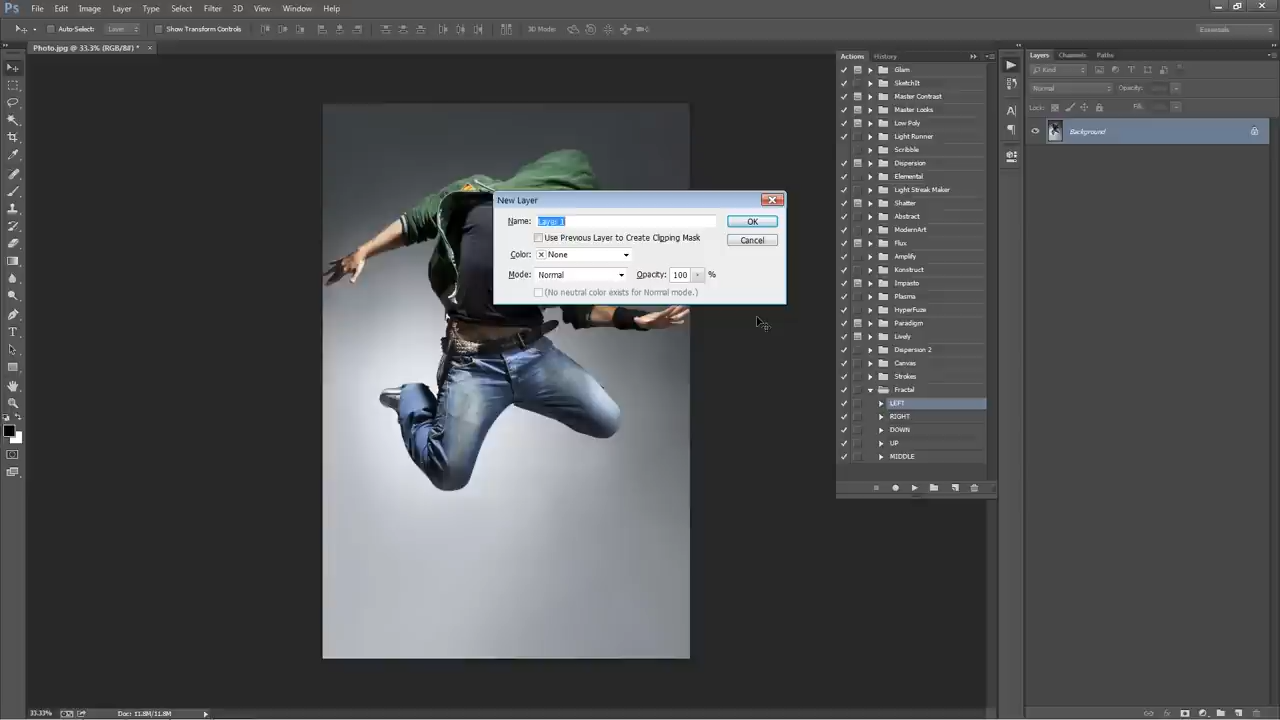 Ps File Edit Image Layer Type Select Filter 3D View Window Help
Auto-Select: Layer Show Transform Controls 3D Mode: Essentials
Photo.jpg @ 33.3% (RGB/8#) * ×
Actions History
Glam
SketchIt
Master Contrast
Master Looks
Low Poly
Light Runner
Scribble
Dispersion
Elemental
Light Streak Maker
Shatter
Abstract
ModernArt
Flux
Amplify
Konstruct
Impasto
Plasma
HyperFuze
Paradigm
Lively
Dispersion 2
Canvas
Strokes
Fractal
LEFT
RIGHT
DOWN
UP
MIDDLE
Layers Channels Paths
Kind
Normal Opacity:
Lock: Fill:
Background
New Layer
Name: Layer 1 OK
Use Previous Layer to Create Clipping Mask Cancel
Color: None
Mode: Normal Opacity: 100 %
(No neutral color exists for Normal mode.)
33.33% Doc: 11.8M/11.8M